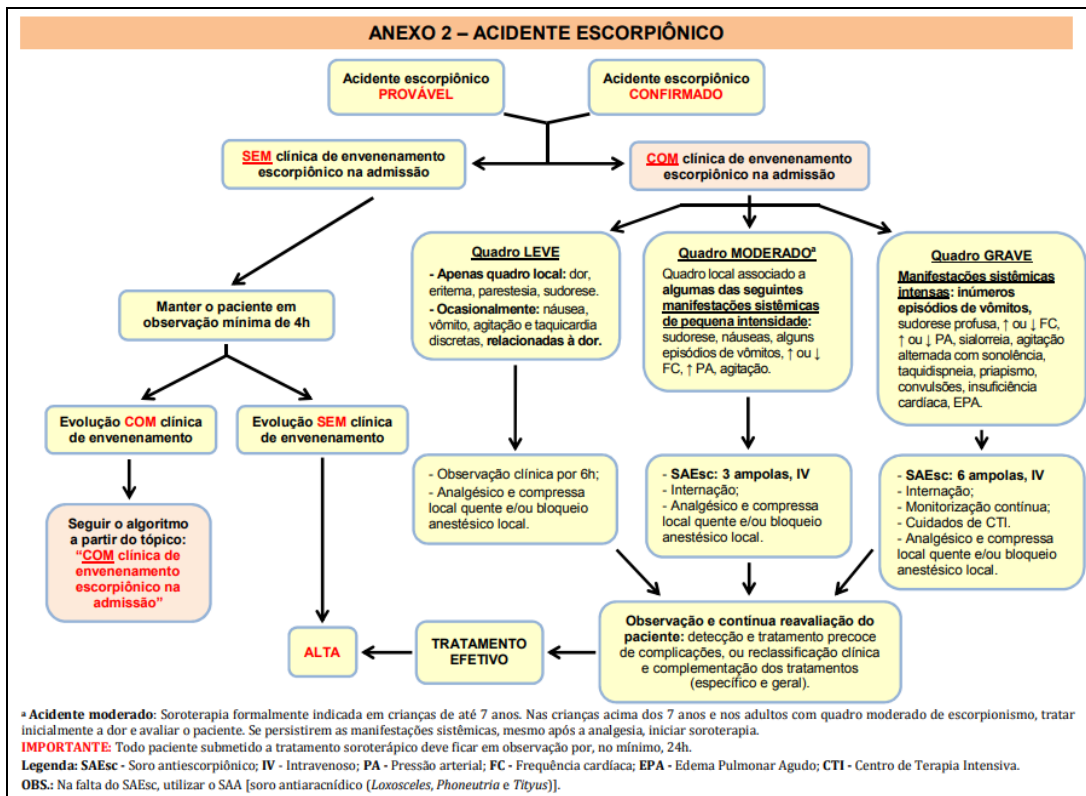 ANEXO 2 – ACIDENTE ESCORPIÔNICO
Acidente escorpiônico
PROVÁVEL
Acidente escorpiônico
CONFIRMADO
SEM clínica de envenenamento
escorpiônico na admissão
COM clínica de envenenamento
escorpiônico na admissão
Quadro LEVE
- Apenas quadro local: dor,
eritema, parestesia, sudorese.
- Ocasionalmente: náusea,
vômito, agitação e taquicardia
discretas, relacionadas à dor.
Quadro MODERADOª
Quadro local associado a
algumas das seguintes
manifestações sistêmicas
de pequena intensidade:
sudorese, náuseas, alguns
episódios de vômitos, ↑ ou ↓
FC, ↑ PA, agitação.
Quadro GRAVE
Manifestações sistêmicas
intensas: inúmeros
episódios de vômitos,
sudorese profusa, ↑ ou ↓ FC,
↑ ou ↓ PA, sialorreia, agitação
alternada com sonolência,
taquidispneia, priapismo,
convulsões, insuficiência
cardíaca, EPA.
Manter o paciente em
observação mínima de 4h
Evolução COM clínica
de envenenamento
Evolução SEM clínica
de envenenamento
- Observação clínica por 6h;
- Analgésico e compressa
local quente e/ou bloqueio
anestésico local.
- SAEsc: 3 ampolas, IV
- Internação;
- Analgésico e compressa
local quente e/ou bloqueio
anestésico local.
- SAEsc: 6 ampolas, IV
- Internação;
- Monitorização contínua;
- Cuidados de CTI.
- Analgésico e compressa
local quente e/ou bloqueio
anestésico local.
Seguir o algoritmo
a partir do tópico:
“COM clínica de
envenenamento
escorpiônico na
admissão”
ALTA
TRATAMENTO
EFETIVO
Observação e contínua reavaliação do
paciente: detecção e tratamento precoce
de complicações, ou reclassificação clínica
e complementação dos tratamentos
(específico e geral).
ª Acidente moderado: Soroterapia formalmente indicada em crianças de até 7 anos. Nas crianças acima dos 7 anos e nos adultos com quadro moderado de escorpionismo, tratar
inicialmente a dor e avaliar o paciente. Se persistirem as manifestações sistêmicas, mesmo após a analgesia, iniciar soroterapia.
IMPORTANTE: Todo paciente submetido a tratamento soroterápico deve ficar em observação por, no mínimo, 24h.
Legenda: SAEsc - Soro antiescorpiônico; IV - Intravenoso; PA - Pressão arterial; FC - Frequência cardíaca; EPA - Edema Pulmonar Agudo; CTI - Centro de Terapia Intensiva.
OBS.: Na falta do SAEsc, utilizar o SAA [soro antiaracnídico (Loxosceles, Phoneutria e Tityus)].